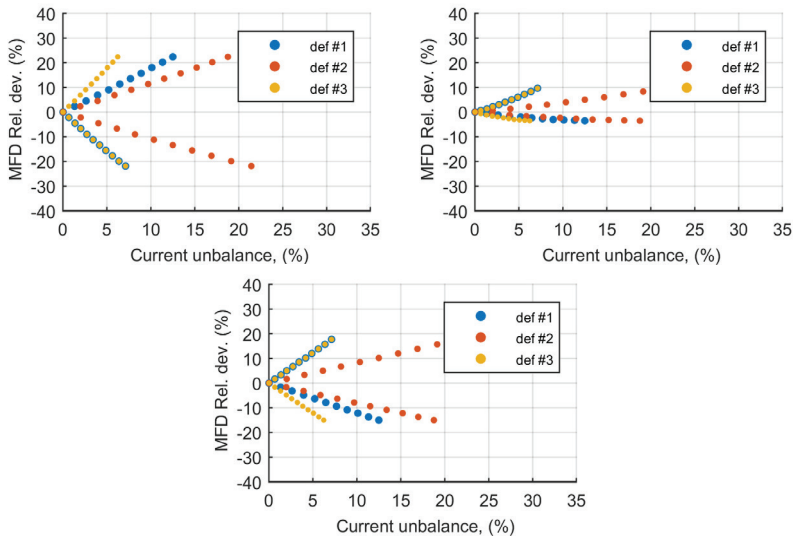 MFD Rel. dev. (%)
40
30
20
10
0
-10
-20
-30
-40
0 5 10 15 20 25 30 35
Current unbalance, (%)
def #1
def #2
def #3
MFD Rel. dev. (%)
40
30
20
10
0
-10
-20
-30
-40
0 5 10 15 20 25 30 35
Current unbalance, (%)
def #1
def #2
def #3
MFD Rel. dev. (%)
40
30
20
10
0
-10
-20
-30
-40
0 5 10 15 20 25 30 35
Current unbalance, (%)
def #1
def #2
def #3